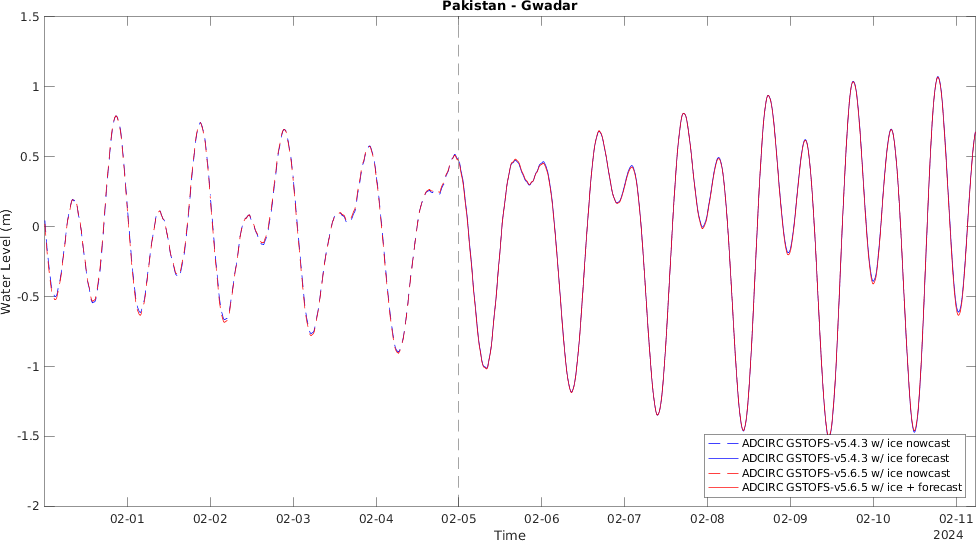 Pakistan - Gwadar
1.5
1
0.5
0
-0.5
-1
-1.5
-2
Water Level (m)
ADCIRC GSTOFS-v5.4.3 w/ ice nowcast
ADCIRC GSTOFS-v5.4.3 w/ ice forecast
ADCIRC GSTOFS-v5.6.5 w/ ice nowcast
ADCIRC GSTOFS-v5.6.5 w/ ice + forecast
02-01 02-02 02-03 02-04 02-05 02-06 02-07 02-08 02-09 02-10 02-11
Time
2024